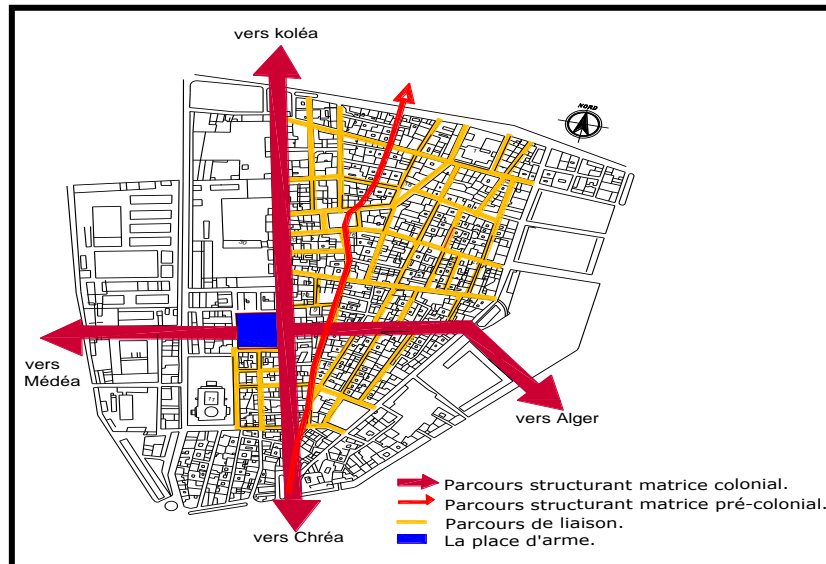 vers koléa
NORD
vers
Médéa
vers Alger
vers Chréa
Parcours structurant matrice colonial.
Parcours structurant matrice pré-colonial.
Parcours de liaison.
La place d'arme.